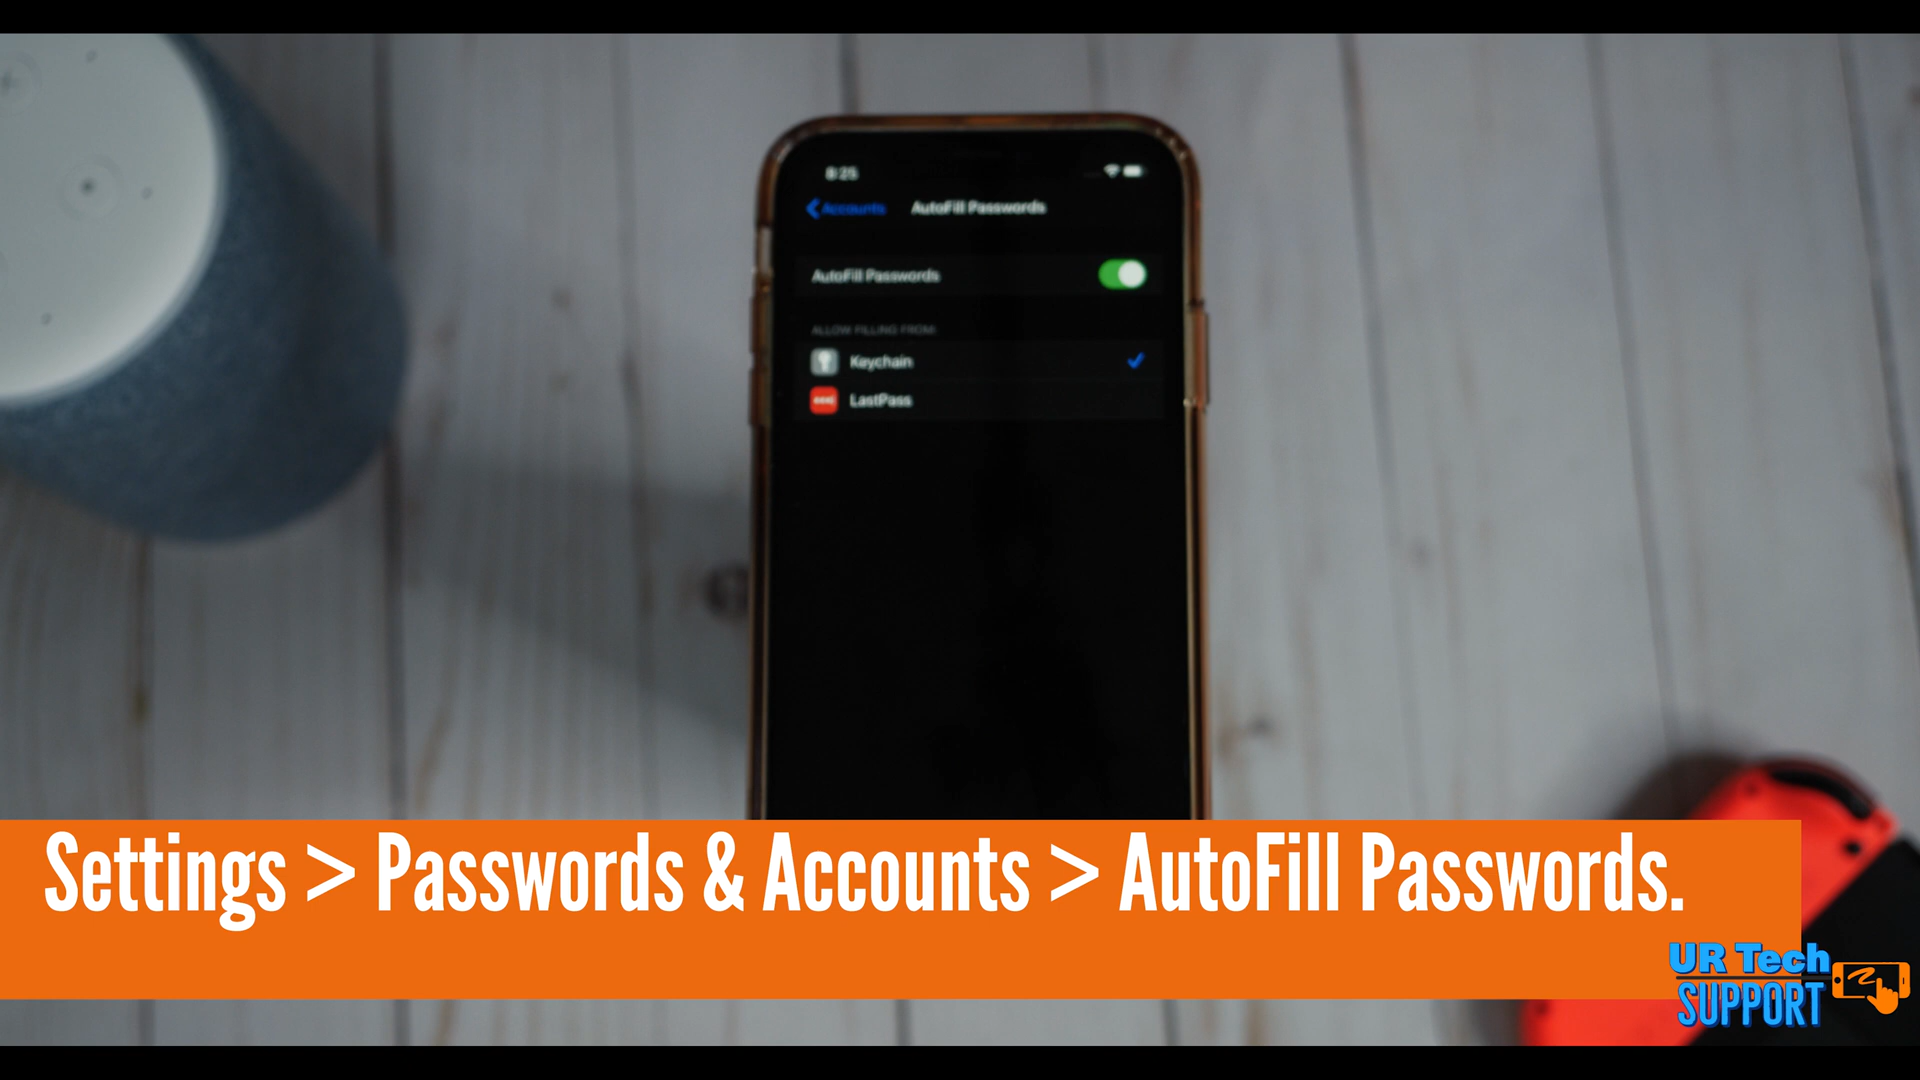 8:25
Accounts
AutoFill Passwords
AutoFill Passwords
ALLOW FILLING FROM:
Keychain
LastPass
Settings > Passwords & Accounts > AutoFill Passwords.
UR Tech
SUPPORT